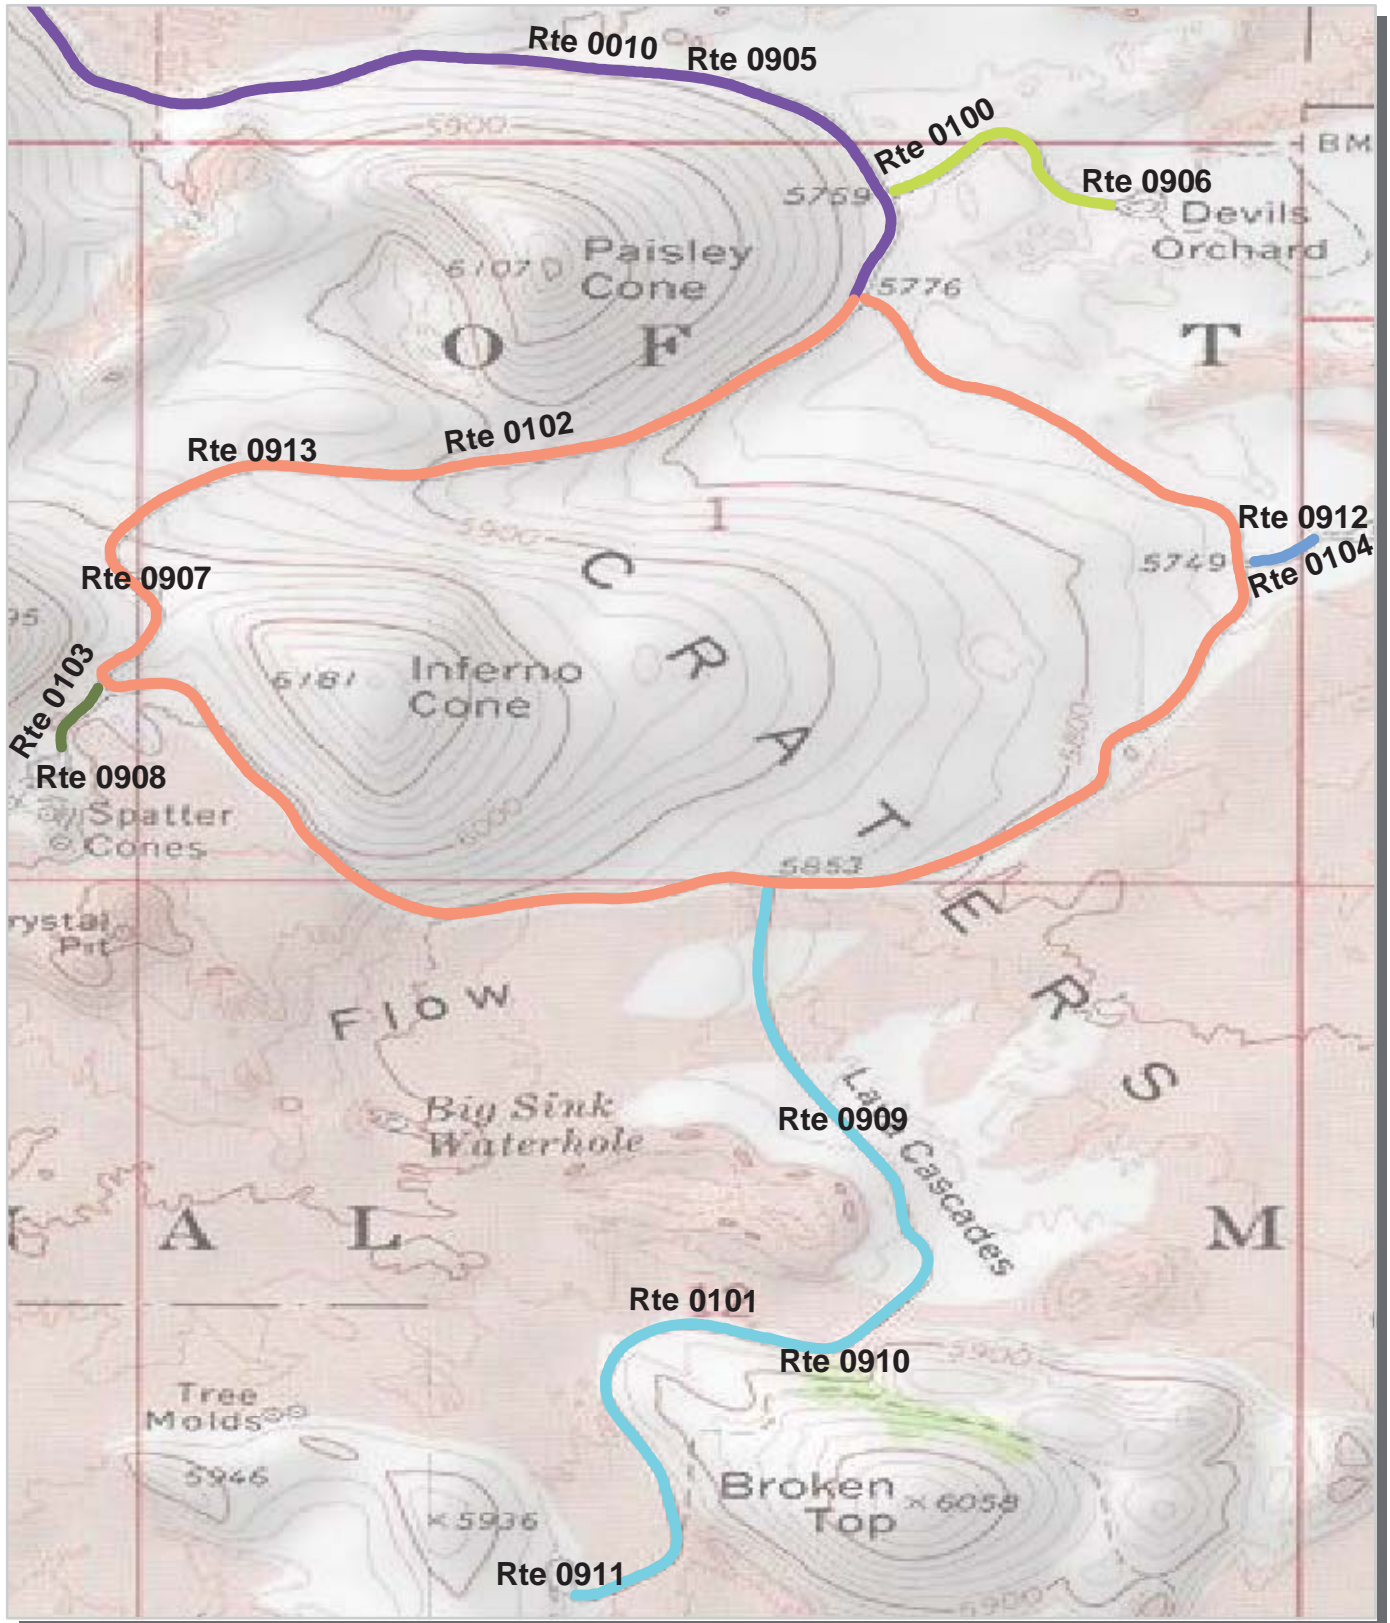 Rte 0010
Rte 0905
Rte 0100
5900
BM
5769
Rte 0906
Devils
Orchard
Paisley
Cone
6107
5776
O F T
Rte 0913
Rte 0102
I
5900
Rte 0912
5749
Rte 0104
C
R
A
T
E
R
S
Rte 0907
95
Rte 0103
6181
Inferno
Cone
Rte 0908
Spatter
Cones
6000
5853
rystal
Pit
Flow
Lava Cascades
Big Sink
Waterhole
Rte 0909
A L M
Rte 0101
Rte 0910
5900
Tree
Molds
5946
Broken
Top
×6058
×5936
Rte 0911
5900